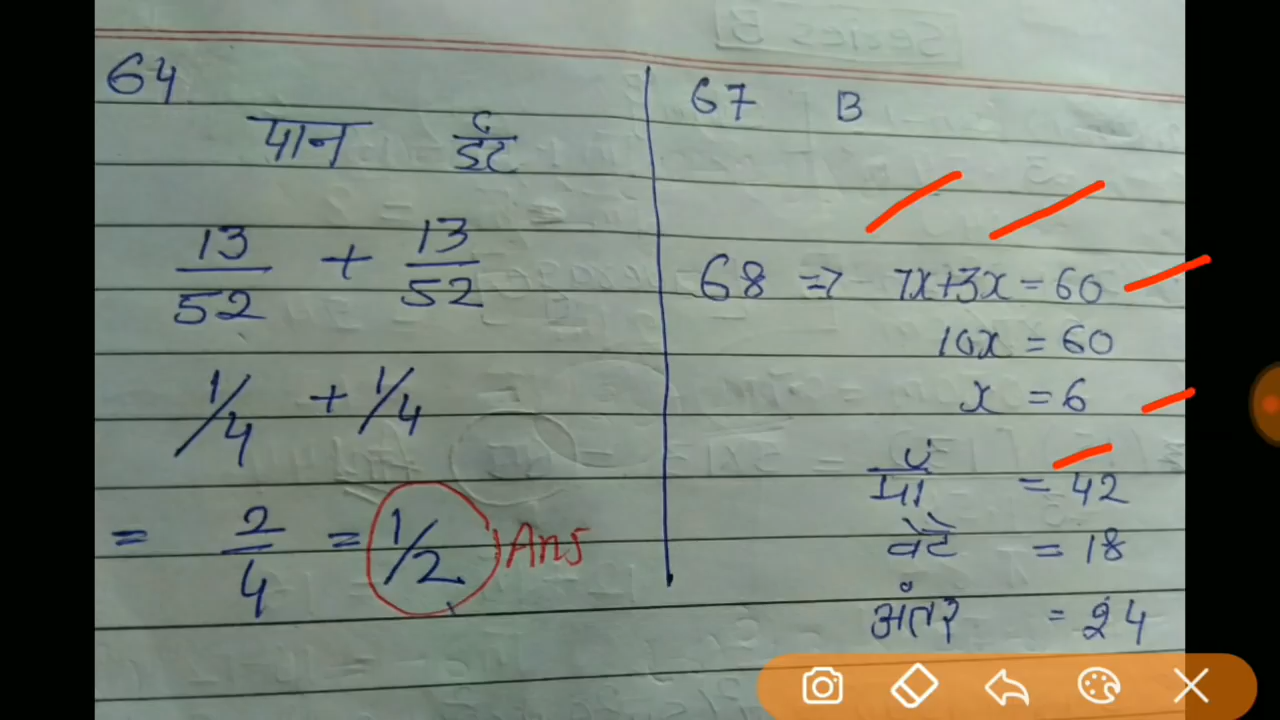 64
पान ईंट
13/52 + 13/52
1/4 + 1/4
= 2/4 = 1/2 Ans
67 B
68 => 7x+3x = 60
10x = 60
x = 6
माँ = 42
बेटे = 18
अंतर = 24